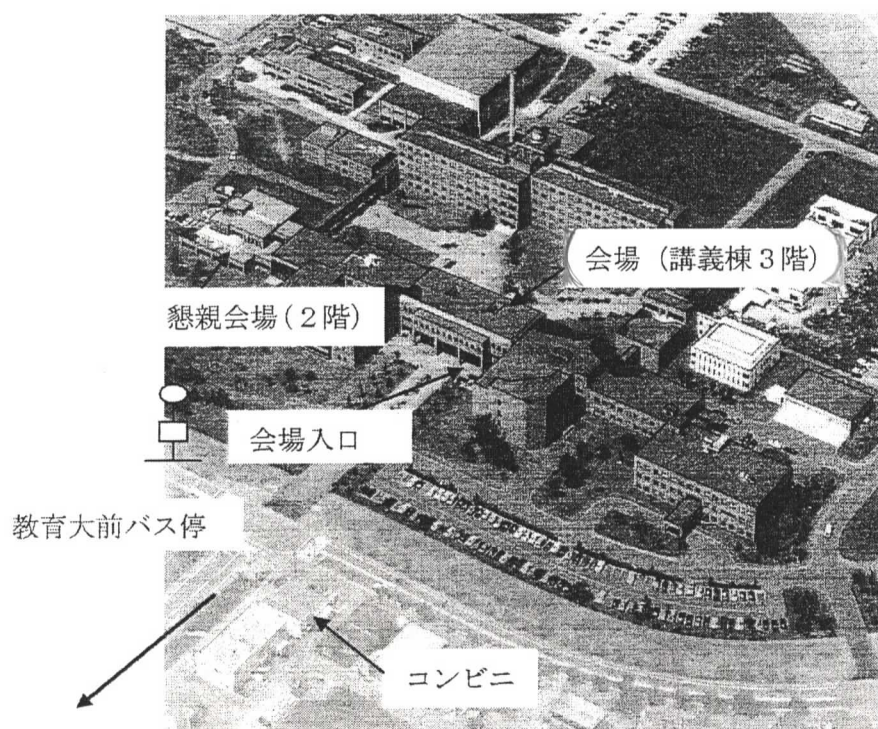 会場（講義棟３階）
懇親会場（２階）
会場入口
教育大前バス停
コンビニ